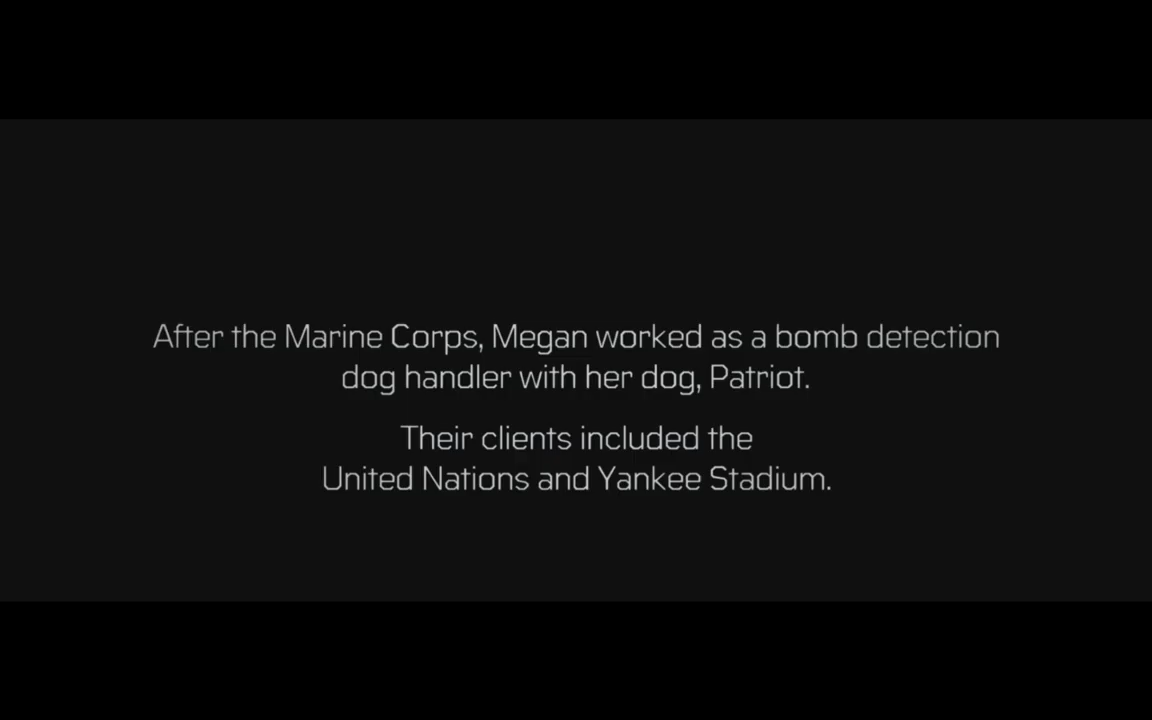 After the Marine Corps, Megan worked as a bomb detection
dog handler with her dog, Patriot.
Their clients included the
United Nations and Yankee Stadium.